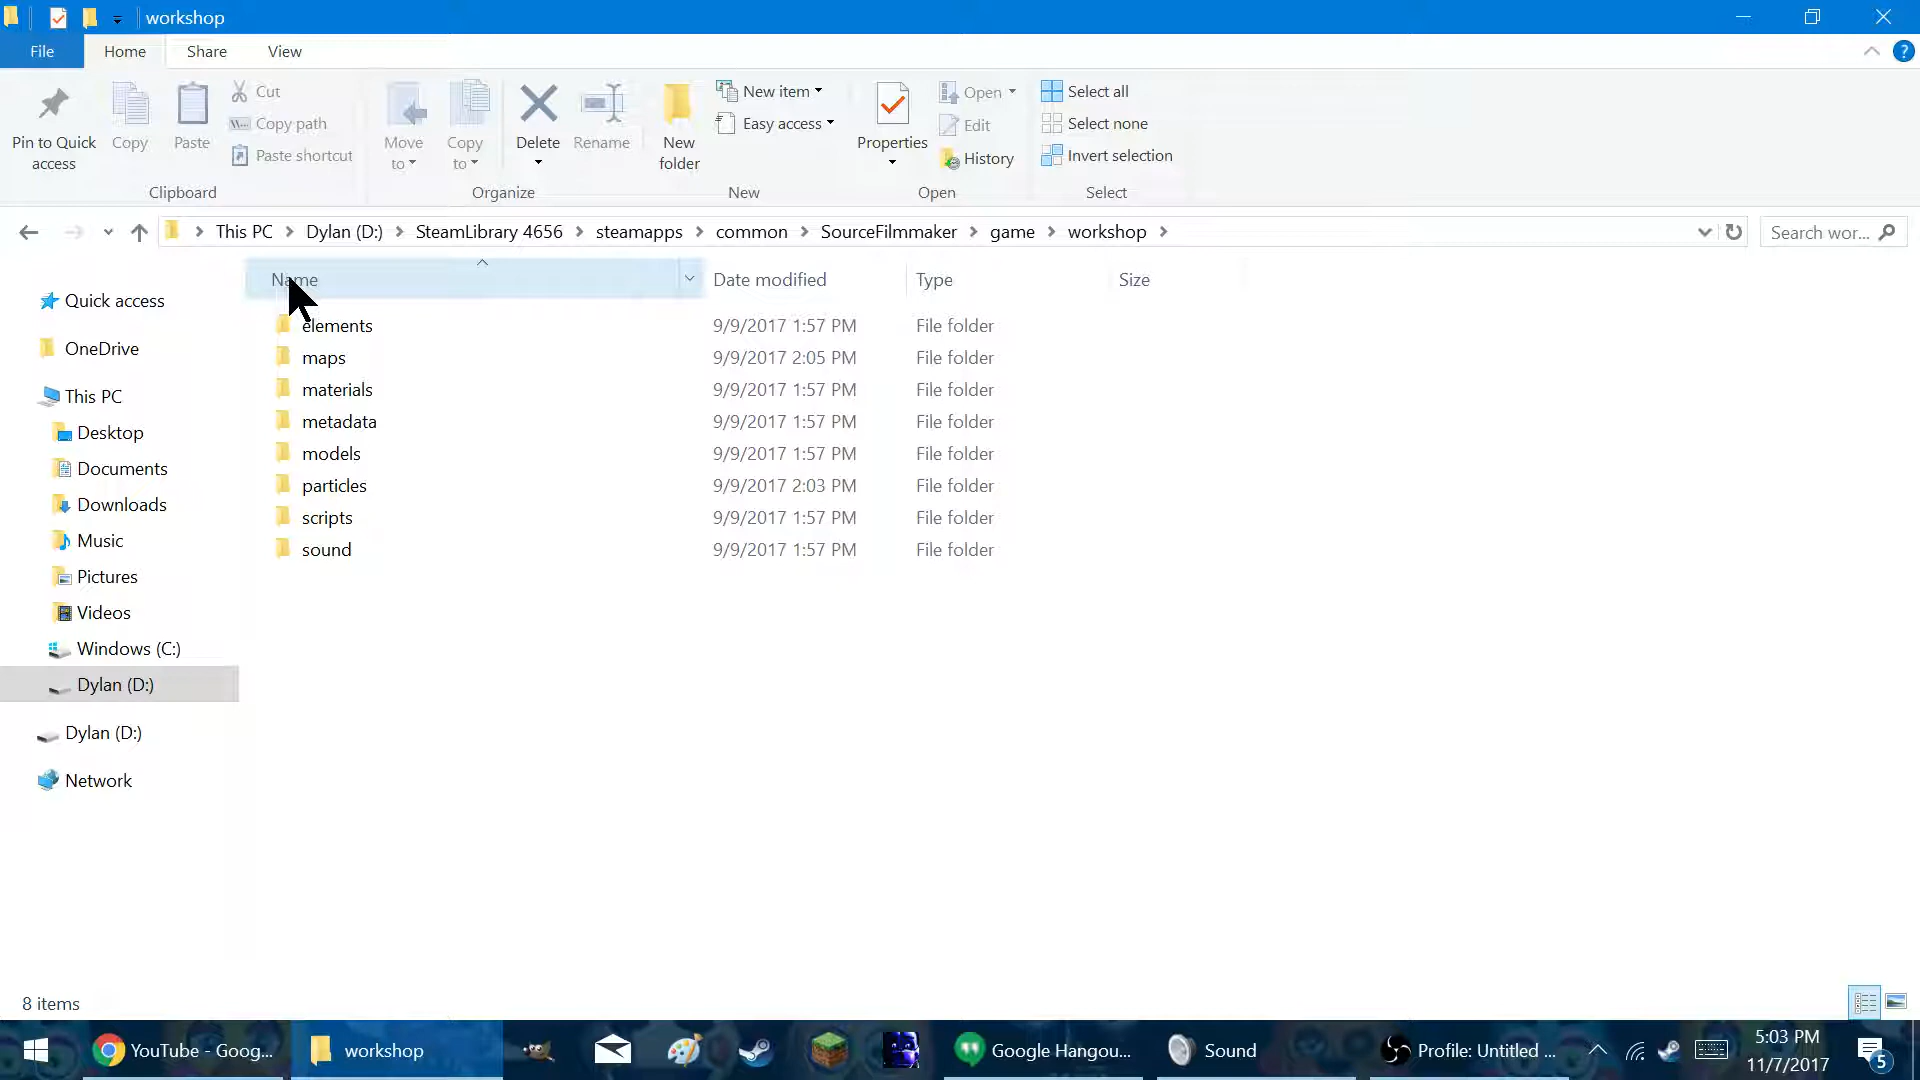 workshop
File Home Share View
Pin to Quick access
Copy
Paste
Cut
Copy path
Paste shortcut
Clipboard
Move to
Copy to
Delete
Rename
Organize
New folder
New item
Easy access
New
Properties
Open
Edit
History
Open
Select all
Select none
Invert selection
Select
This PC Dylan (D:) SteamLibrary 4656 steamapps common SourceFilmmaker game workshop
Search wor...
Name Date modified Type Size
elements 9/9/2017 1:57 PM File folder
maps 9/9/2017 2:05 PM File folder
materials 9/9/2017 1:57 PM File folder
metadata 9/9/2017 1:57 PM File folder
models 9/9/2017 1:57 PM File folder
particles 9/9/2017 2:03 PM File folder
scripts 9/9/2017 1:57 PM File folder
sound 9/9/2017 1:57 PM File folder
Quick access
OneDrive
This PC
Desktop
Documents
Downloads
Music
Pictures
Videos
Windows (C:)
Dylan (D:)
Dylan (D:)
Network
8 items
YouTube - Goog...
workshop
Google Hangou...
Sound
Profile: Untitled ...
5:03 PM
11/7/2017
5